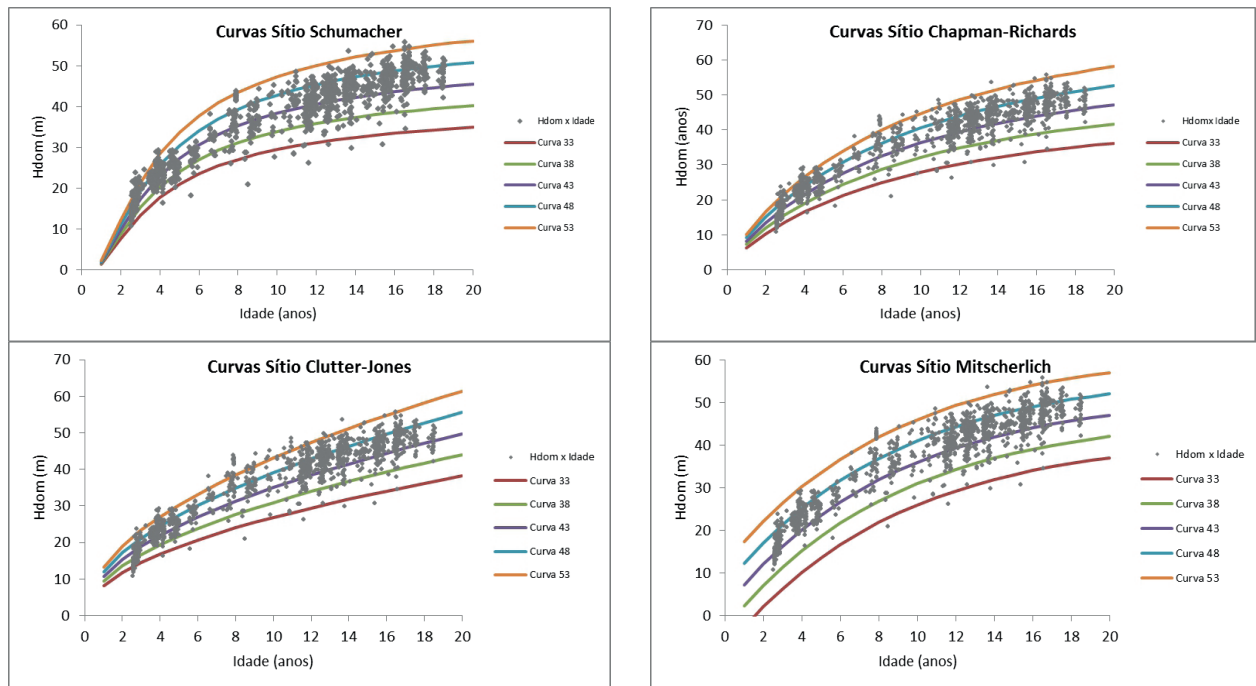 Curvas Sítio Schumacher
60
50
40
30
20
10
0
Hdom (m)
0 2 4 6 8 10 12 14 16 18 20
Idade (anos)
Hdom x Idade
Curva 33
Curva 38
Curva 43
Curva 48
Curva 53
Curvas Sítio Chapman-Richards
70
60
50
40
30
20
10
0
Hdom (anos)
0 2 4 6 8 10 12 14 16 18 20
Idade (anos)
Hdomx Idade
Curva 33
Curva 38
Curva 43
Curva 48
Curva 53
Curvas Sítio Clutter-Jones
70
60
50
40
30
20
10
0
Hdom (m)
0 2 4 6 8 10 12 14 16 18 20
Idade (anos)
Hdom x Idade
Curva 33
Curva 38
Curva 43
Curva 48
Curva 53
Curvas Sítio Mitscherlich
60
50
40
30
20
10
0
Hdom (m)
0 2 4 6 8 10 12 14 16 18 20
Idade (anos)
Hdom x Idade
Curva 33
Curva 38
Curva 43
Curva 48
Curva 53